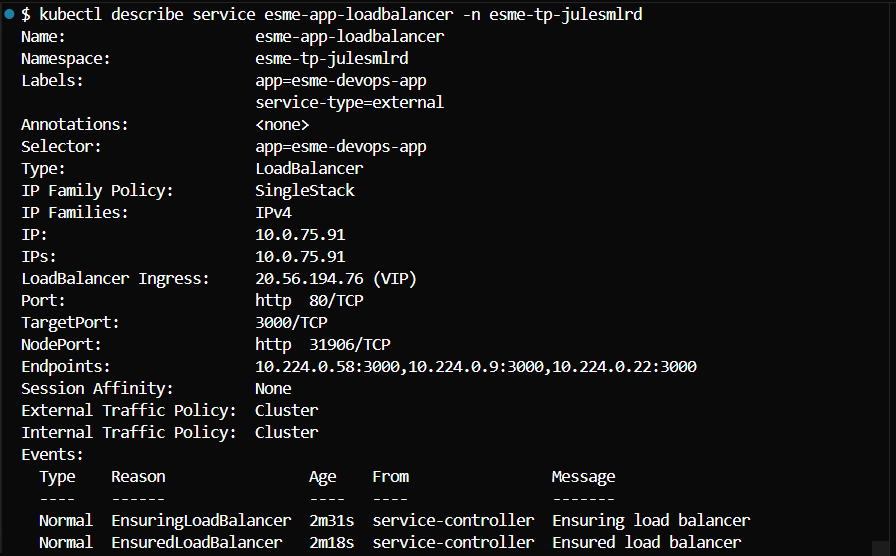 $ kubectl describe service esme-app-loadbalancer -n esme-tp-julesmlrd
Name:                     esme-app-loadbalancer
Namespace:                esme-tp-julesmlrd
Labels:                   app=esme-devops-app
                          service-type=external
Annotations:              <none>
Selector:                 app=esme-devops-app
Type:                     LoadBalancer
IP Family Policy:         SingleStack
IP Families:              IPv4
IP:                       10.0.75.91
IPs:                      10.0.75.91
LoadBalancer Ingress:     20.56.194.76 (VIP)
Port:                     http  80/TCP
TargetPort:               3000/TCP
NodePort:                 http  31906/TCP
Endpoints:                10.224.0.58:3000,10.224.0.9:3000,10.224.0.22:3000
Session Affinity:         None
External Traffic Policy:  Cluster
Internal Traffic Policy:  Cluster
Events:
  Type    Reason                Age    From                Message
  ----    ------                ----   ----                -------
  Normal  EnsuringLoadBalancer  2m31s  service-controller  Ensuring load balancer
  Normal  EnsuredLoadBalancer   2m18s  service-controller  Ensured load balancer